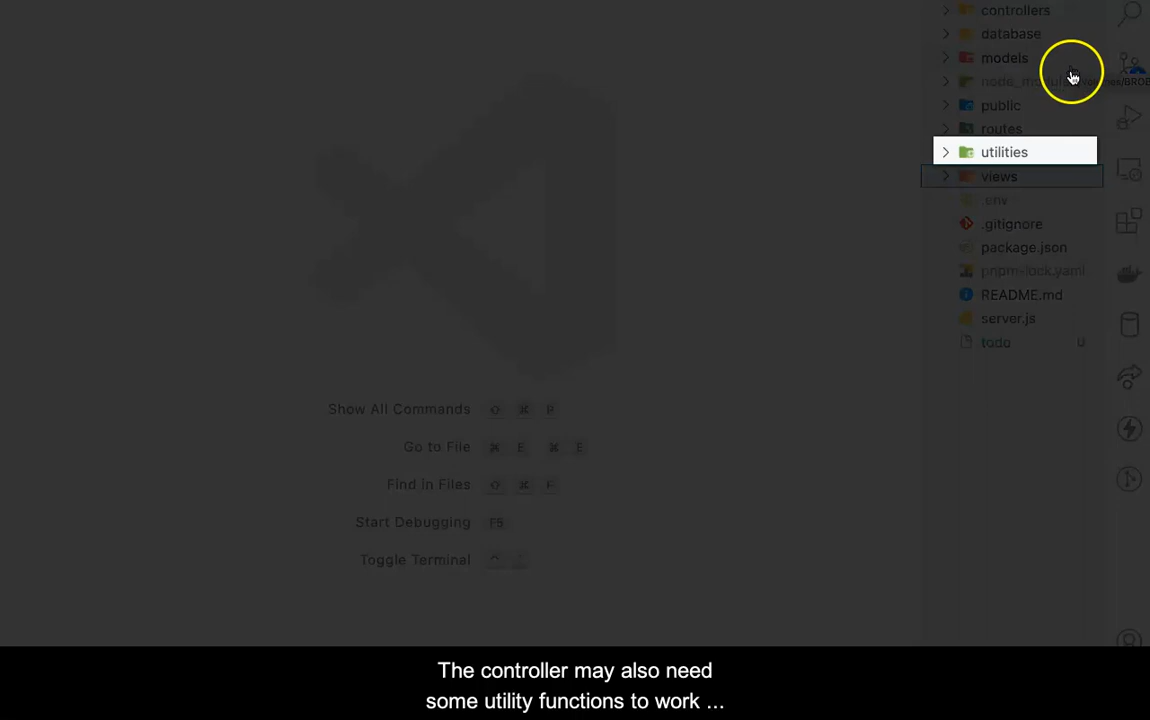 controllers
database
models
public
routes
utilities
views
.env
.gitignore
package.json
pnpm-lock.yaml
README.md
server.js
todo U
Show All Commands ⇧ ⌘ P
Go to File ⌘ E ⌘ E
Find in Files ⇧ ⌘ F
Start Debugging F5
Toggle Terminal ^
The controller may also need
some utility functions to work ...